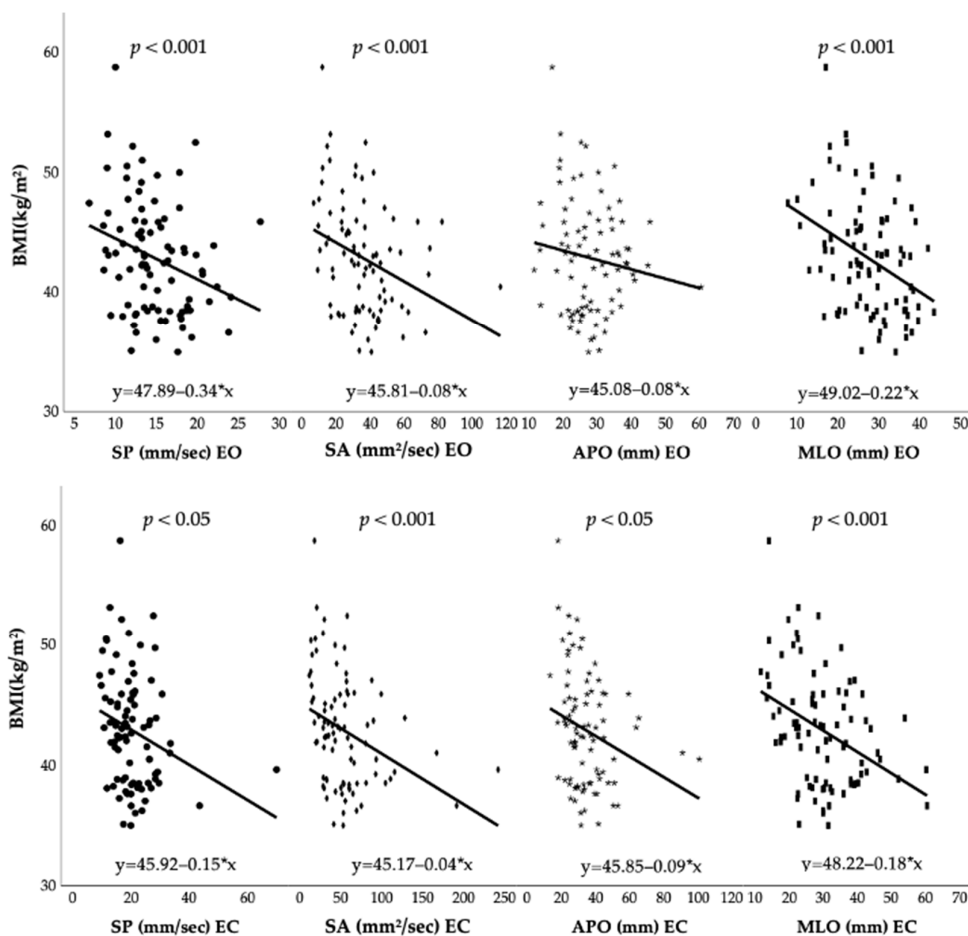 p < 0.001 p < 0.001 p < 0.001
60
50
40
30
BMI(kg/m²)
y=47.89–0.34*x y=45.81–0.08*x y=45.08–0.08*x y=49.02–0.22*x
5 10 15 20 25 30 0 20 40 60 80 100 120 10 20 30 40 50 60 70 0 10 20 30 40 50
SP (mm/sec) EO SA (mm²/sec) EO APO (mm) EO MLO (mm) EO
p < 0.05 p < 0.001 p < 0.05 p < 0.001
60
50
40
30
BMI(kg/m²)
y=45.92–0.15*x y=45.17–0.04*x y=45.85–0.09*x y=48.22–0.18*x
0 20 40 60 80 0 50 100 150 200 250 0 20 40 60 80 100 120 10 20 30 40 50 60 70
SP (mm/sec) EC SA (mm²/sec) EC APO (mm) EC MLO (mm) EC